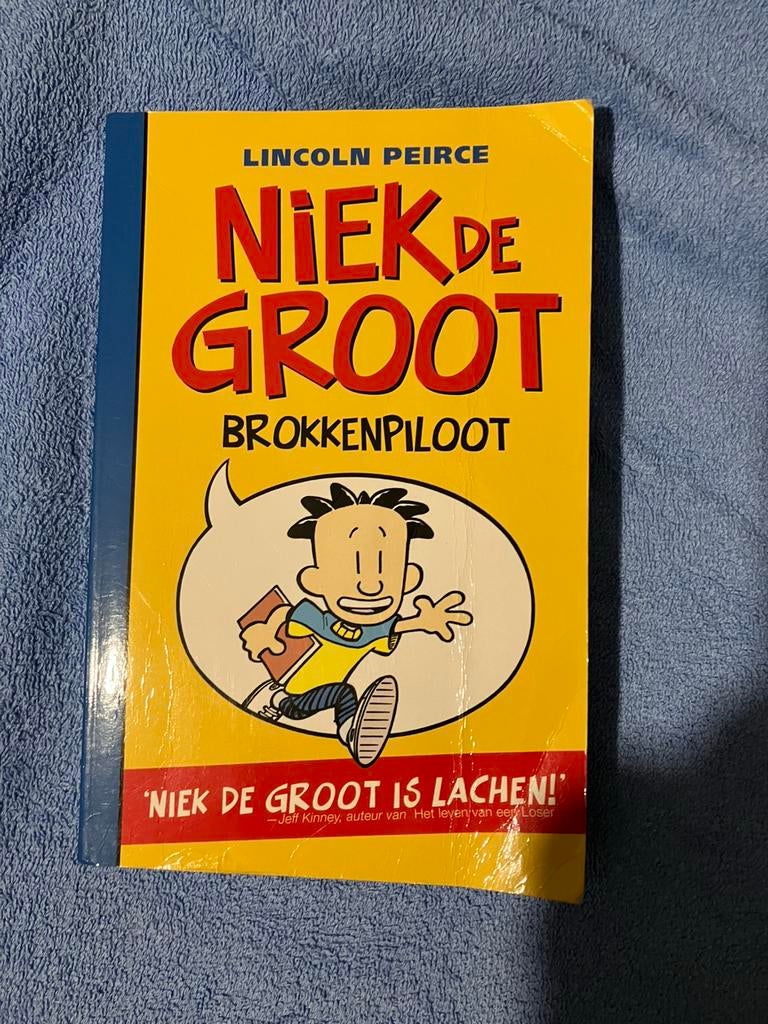 LINCOLN PEIRCE
NiEK DE
GROOT
BROKKENPILOOT
'NIEK DE GROOT IS LACHEN!'
—Jeff Kinney, auteur van Het leven van een Loser